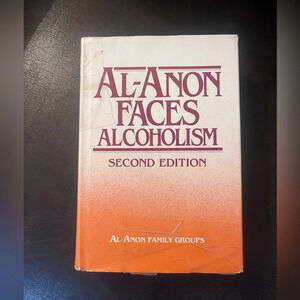 AL-ANON
FACES
ALCOHOLISM
SECOND EDITION
AL-ANON FAMILY GROUPS